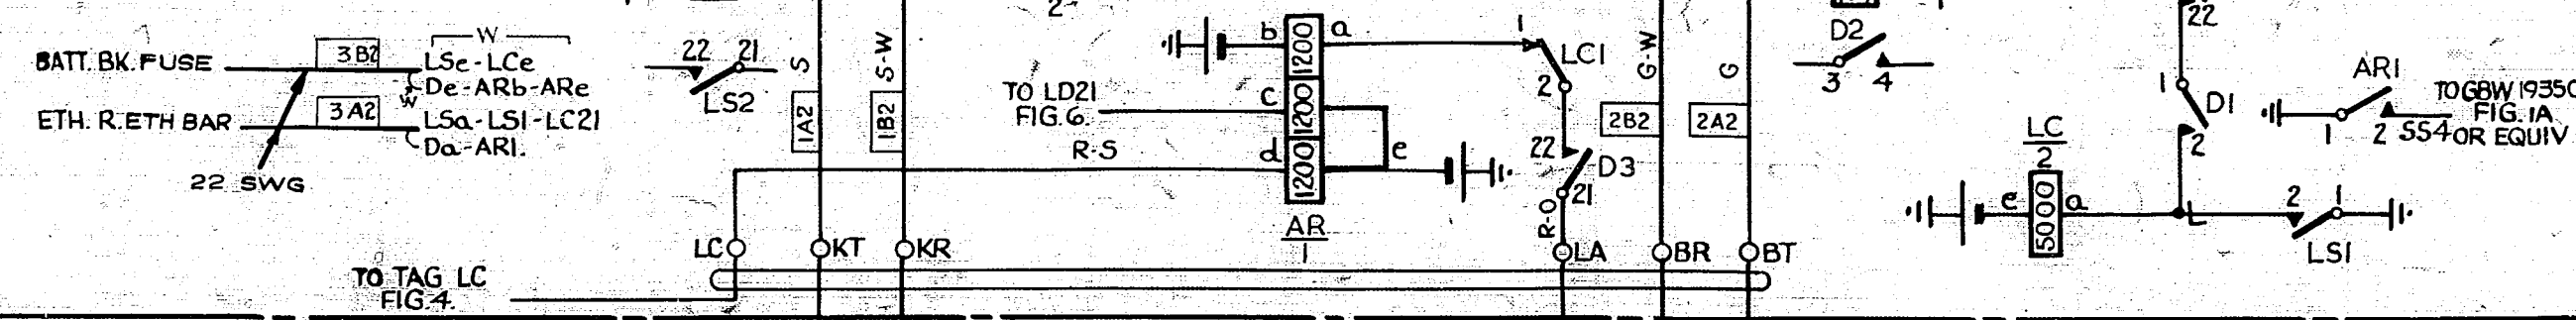 BATT. BK. FUSE
3B2
W
LSe-LCe
De-ARb-ARe
W
ETH. R. ETH BAR
3A2
LSa-LS1-LC21
Da-AR1.
22 SWG
22 21
LS2
S
1A2
S-W
1B2
2
b 1200 a
TO LD21
FIG. 6.
c 1200
R-S
d 1200 e
AR
1
1
LC1
2
22
D3
21
R-O
G-W
2B2
G
2A2
D2
3 4
22
1
D1
2
AR1
1 2
TO GBW 19350
FIG. 1A
SS4 OR EQUIV
LC
2
e 5000 a
L
2 1
LS1
LC KT KR LA BR BT
TO TAG LC
FIG 4.